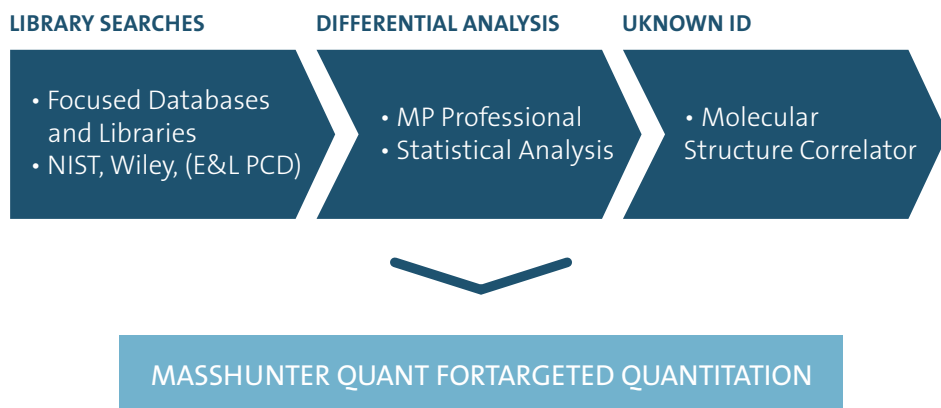 LIBRARY SEARCHES
• Focused Databases
and Libraries
• NIST, Wiley, (E&L PCD)
DIFFERENTIAL ANALYSIS
• MP Professional
• Statistical Analysis
UKNOWN ID
• Molecular
Structure Correlator
MASSHUNTER QUANT FORTARGETED QUANTITATION